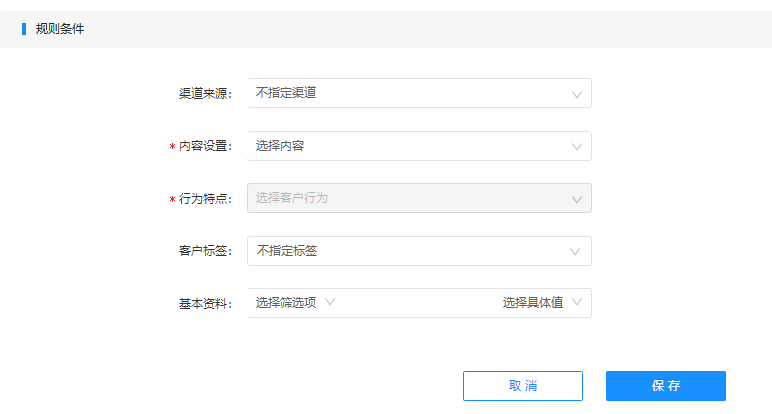 规则条件
渠道来源： 不指定渠道
* 内容设置： 选择内容
* 行为特点： 选择客户行为
客户标签： 不指定标签
基本资料： 选择筛选项 选择具体值
取 消 保 存